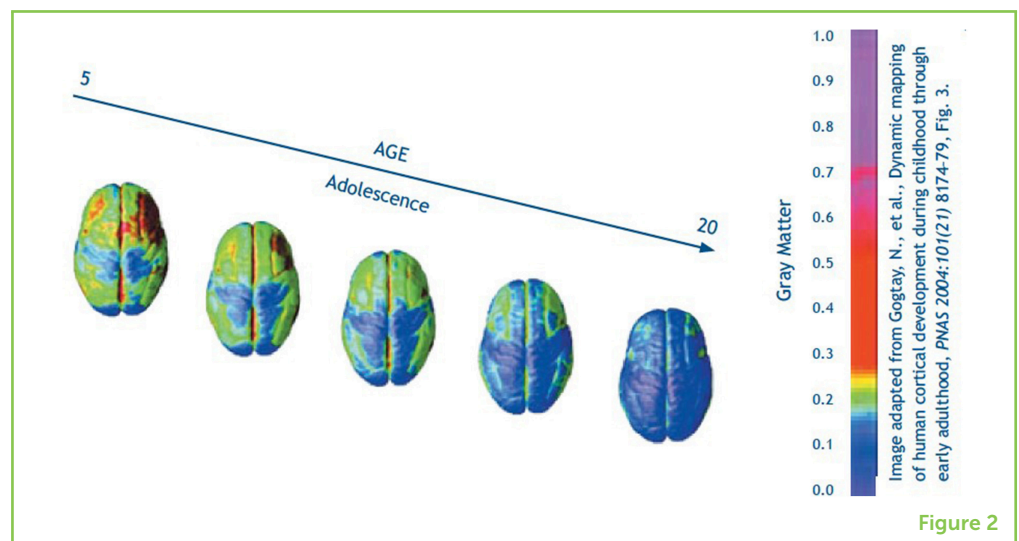 5
AGE
Adolescence
20
Gray Matter
1.0
0.9
0.8
0.7
0.6
0.5
0.4
0.3
0.2
0.1
0.0
Image adapted from Gogtay, N., et al., Dynamic mapping
of human cortical development during childhood through
early adulthood, PNAS 2004:101(21) 8174-79, Fig. 3.
Figure 2